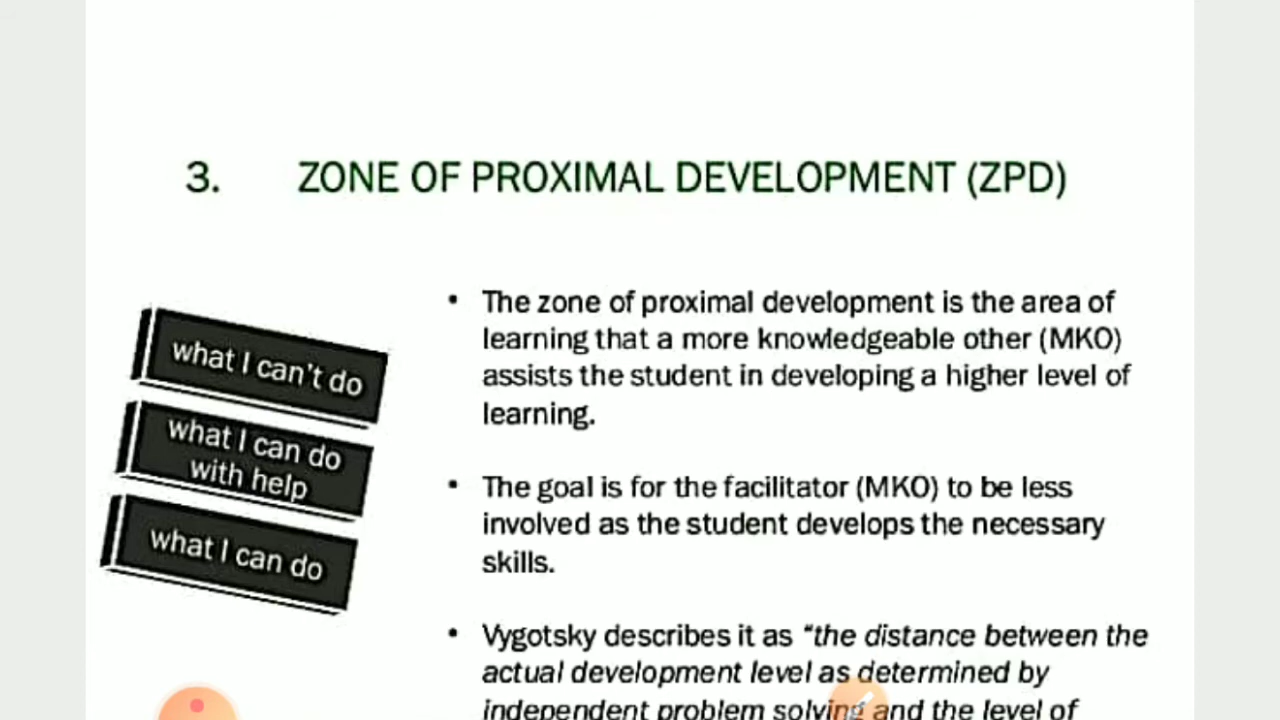 3. ZONE OF PROXIMAL DEVELOPMENT (ZPD)
what I can't do
what I can do
with help
what I can do
• The zone of proximal development is the area of
learning that a more knowledgeable other (MKO)
assists the student in developing a higher level of
learning.
• The goal is for the facilitator (MKO) to be less
involved as the student develops the necessary
skills.
• Vygotsky describes it as "the distance between the
actual development level as determined by
independent problem solving and the level of